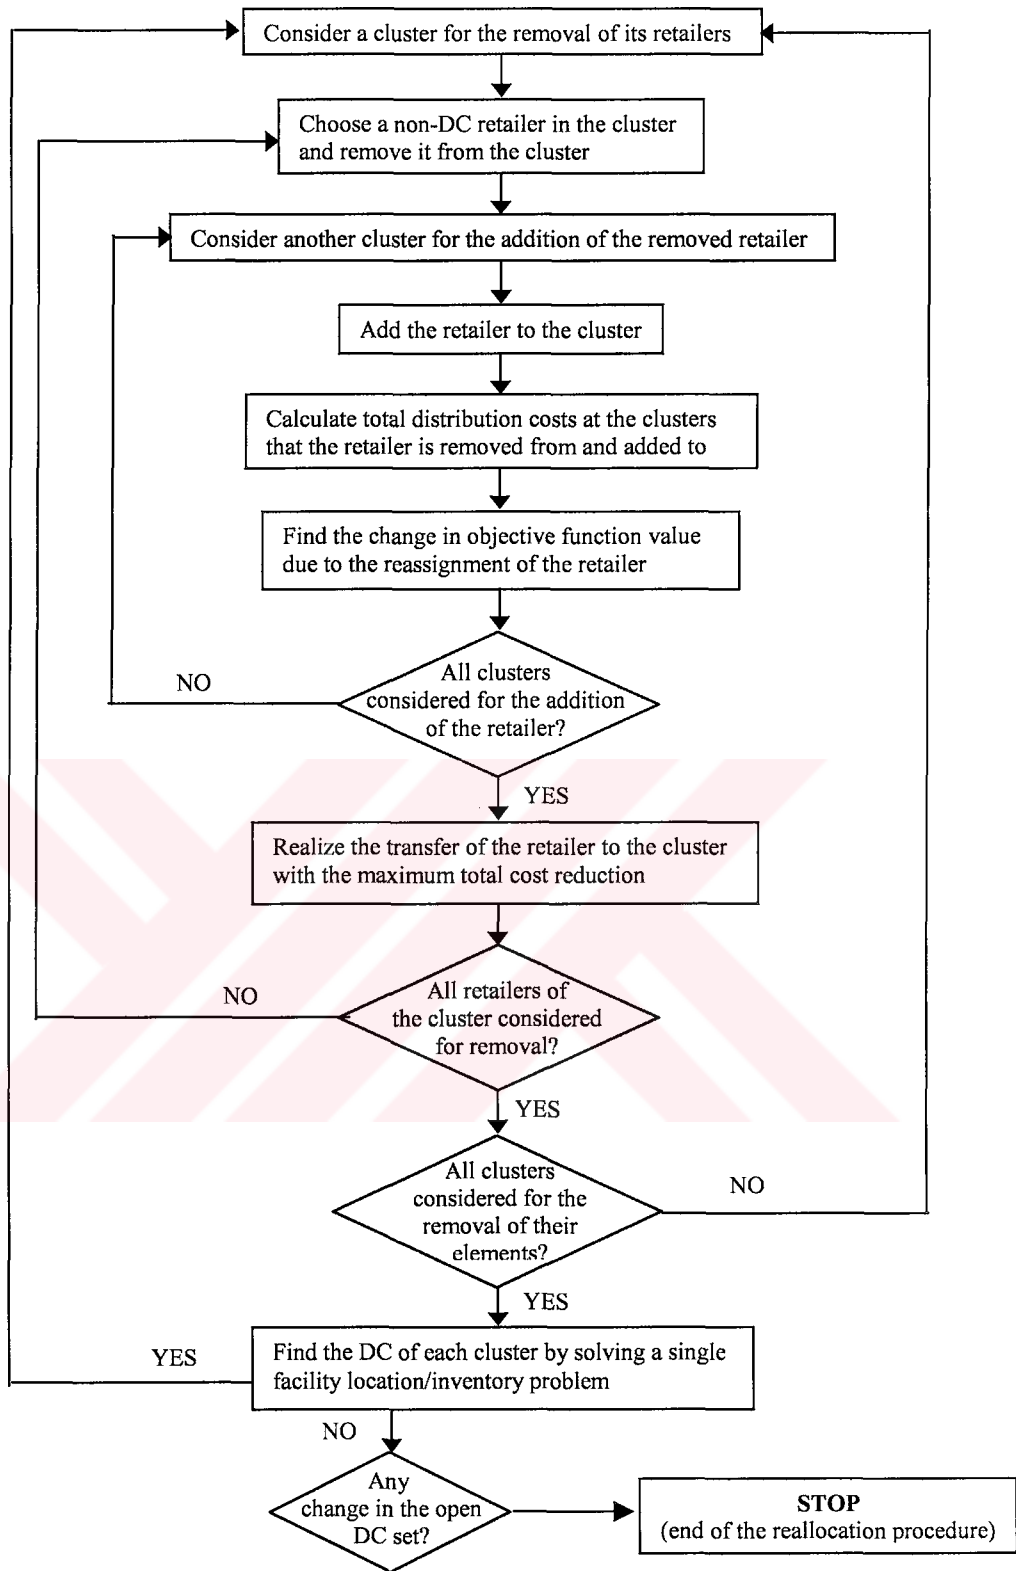 Consider a cluster for the removal of its retailers
Choose a non-DC retailer in the cluster
and remove it from the cluster
Consider another cluster for the addition of the removed retailer
Add the retailer to the cluster
Calculate total distribution costs at the clusters
that the retailer is removed from and added to
Find the change in objective function value
due to the reassignment of the retailer
All clusters
considered for the addition
of the retailer?
NO
YES
Realize the transfer of the retailer to the cluster
with the maximum total cost reduction
All retailers of
the cluster considered
for removal?
NO
YES
All clusters
considered for the
removal of their
elements?
NO
YES
Find the DC of each cluster by solving a single
facility location/inventory problem
YES
NO
Any
change in the open
DC set?
STOP
(end of the reallocation procedure)